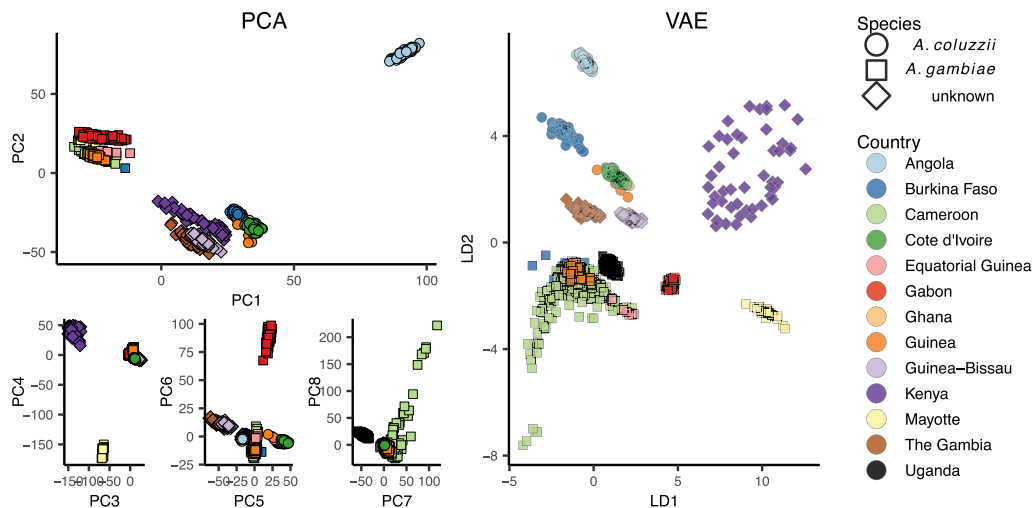 PCA
50
0
−50
PC2
0
50
100
PC1
50
0
−50
−100
−150
PC4
−150−100−50 0
PC3
100
75
50
25
0
−25
PC6
−50−25 0 25 50
PC5
200
150
100
50
0
PC8
−50 0 50 100
PC7
VAE
4
0
−4
−8
LD2
−5
0
5
10
LD1
Species
A. coluzzii
A. gambiae
unknown
Country
Angola
Burkina Faso
Cameroon
Cote d'Ivoire
Equatorial Guinea
Gabon
Ghana
Guinea
Guinea−Bissau
Kenya
Mayotte
The Gambia
Uganda